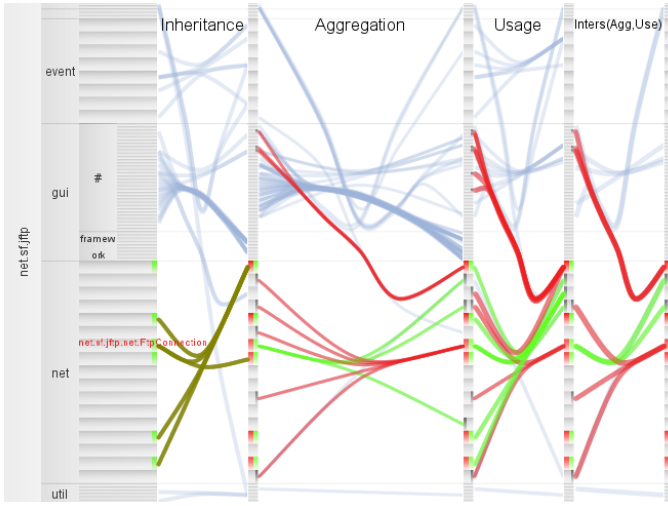 Inheritance Aggregation Usage Inters(Agg,Use)
event
#
gui
framew
ork
net.sf.jftp
net.sf.jftp.net.FtpConnection
net
util